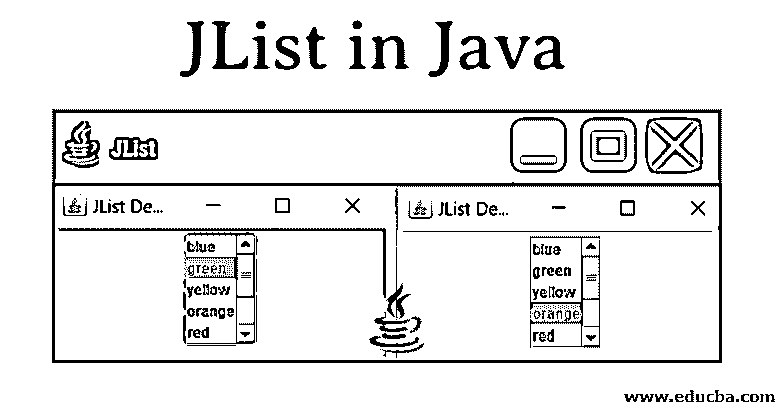 JList in Java
JList
JList De...
blue
green
yellow
orange
red
JList De...
blue
green
yellow
orange
red
www.educba.com